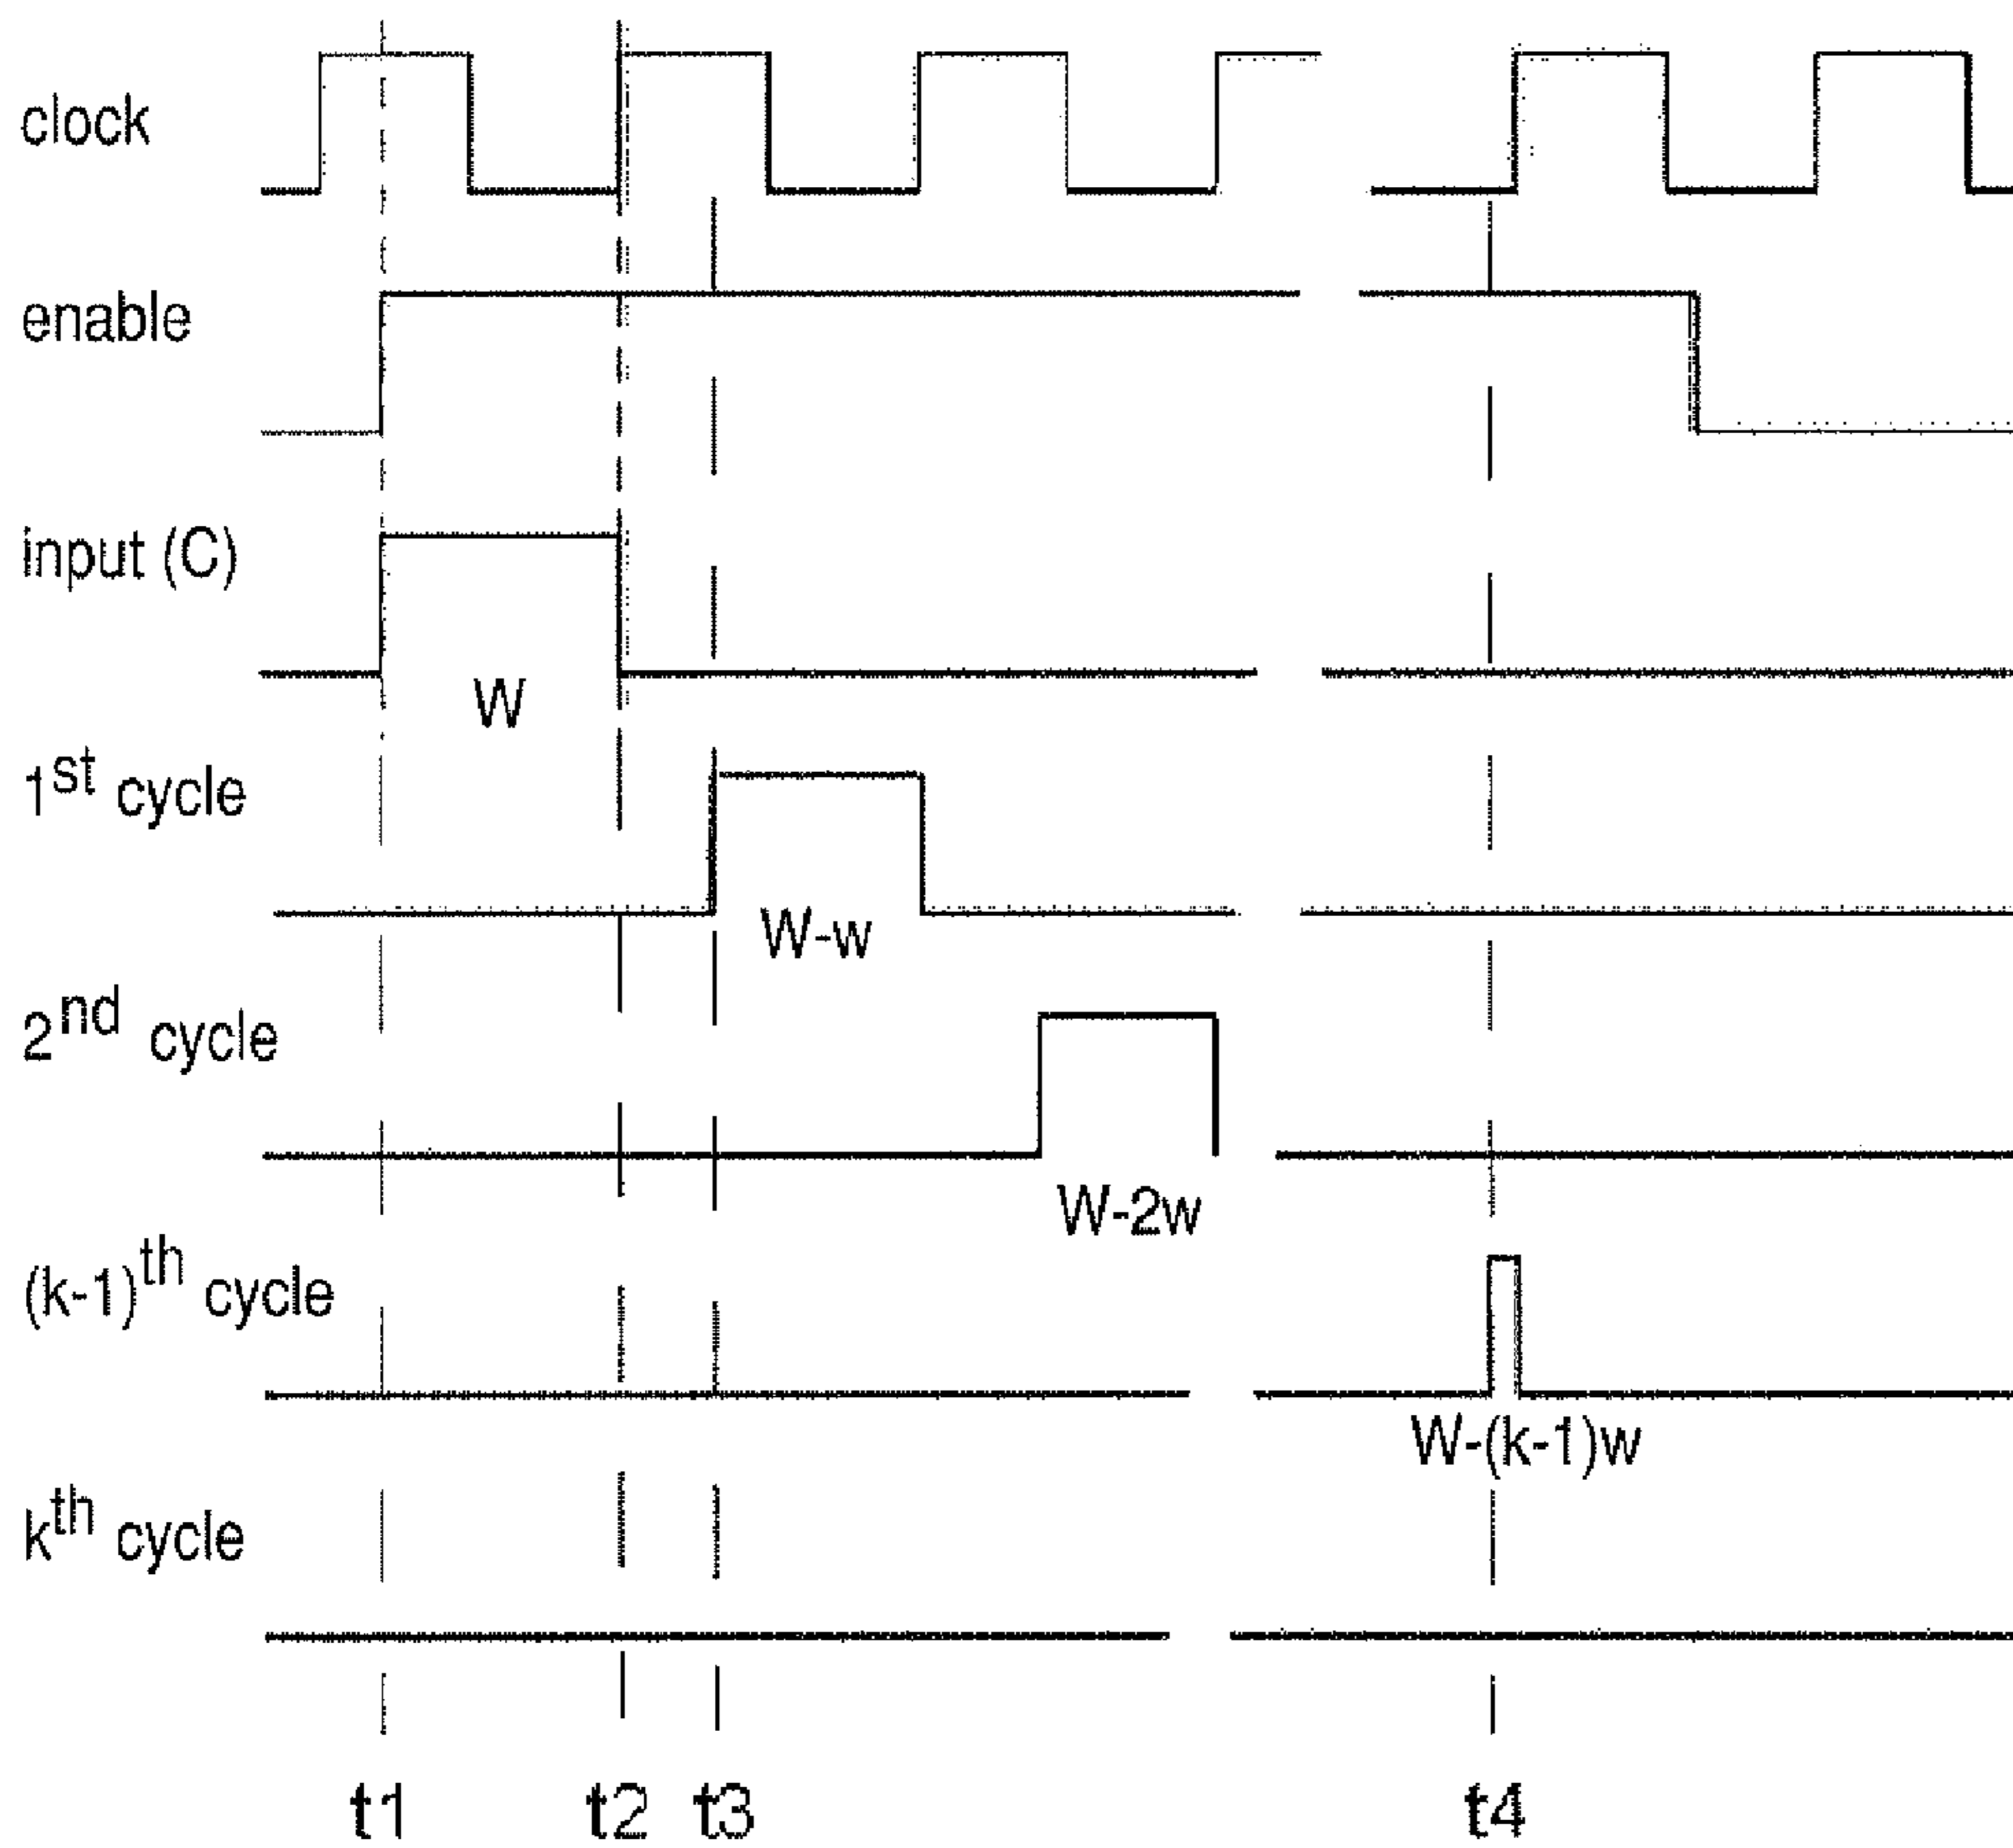 clock
enable
input (C)
W
1st cycle
W-w
2nd cycle
W-2w
(k-1)th cycle
W-(k-1)w
kth cycle
t1 t2 t3 t4